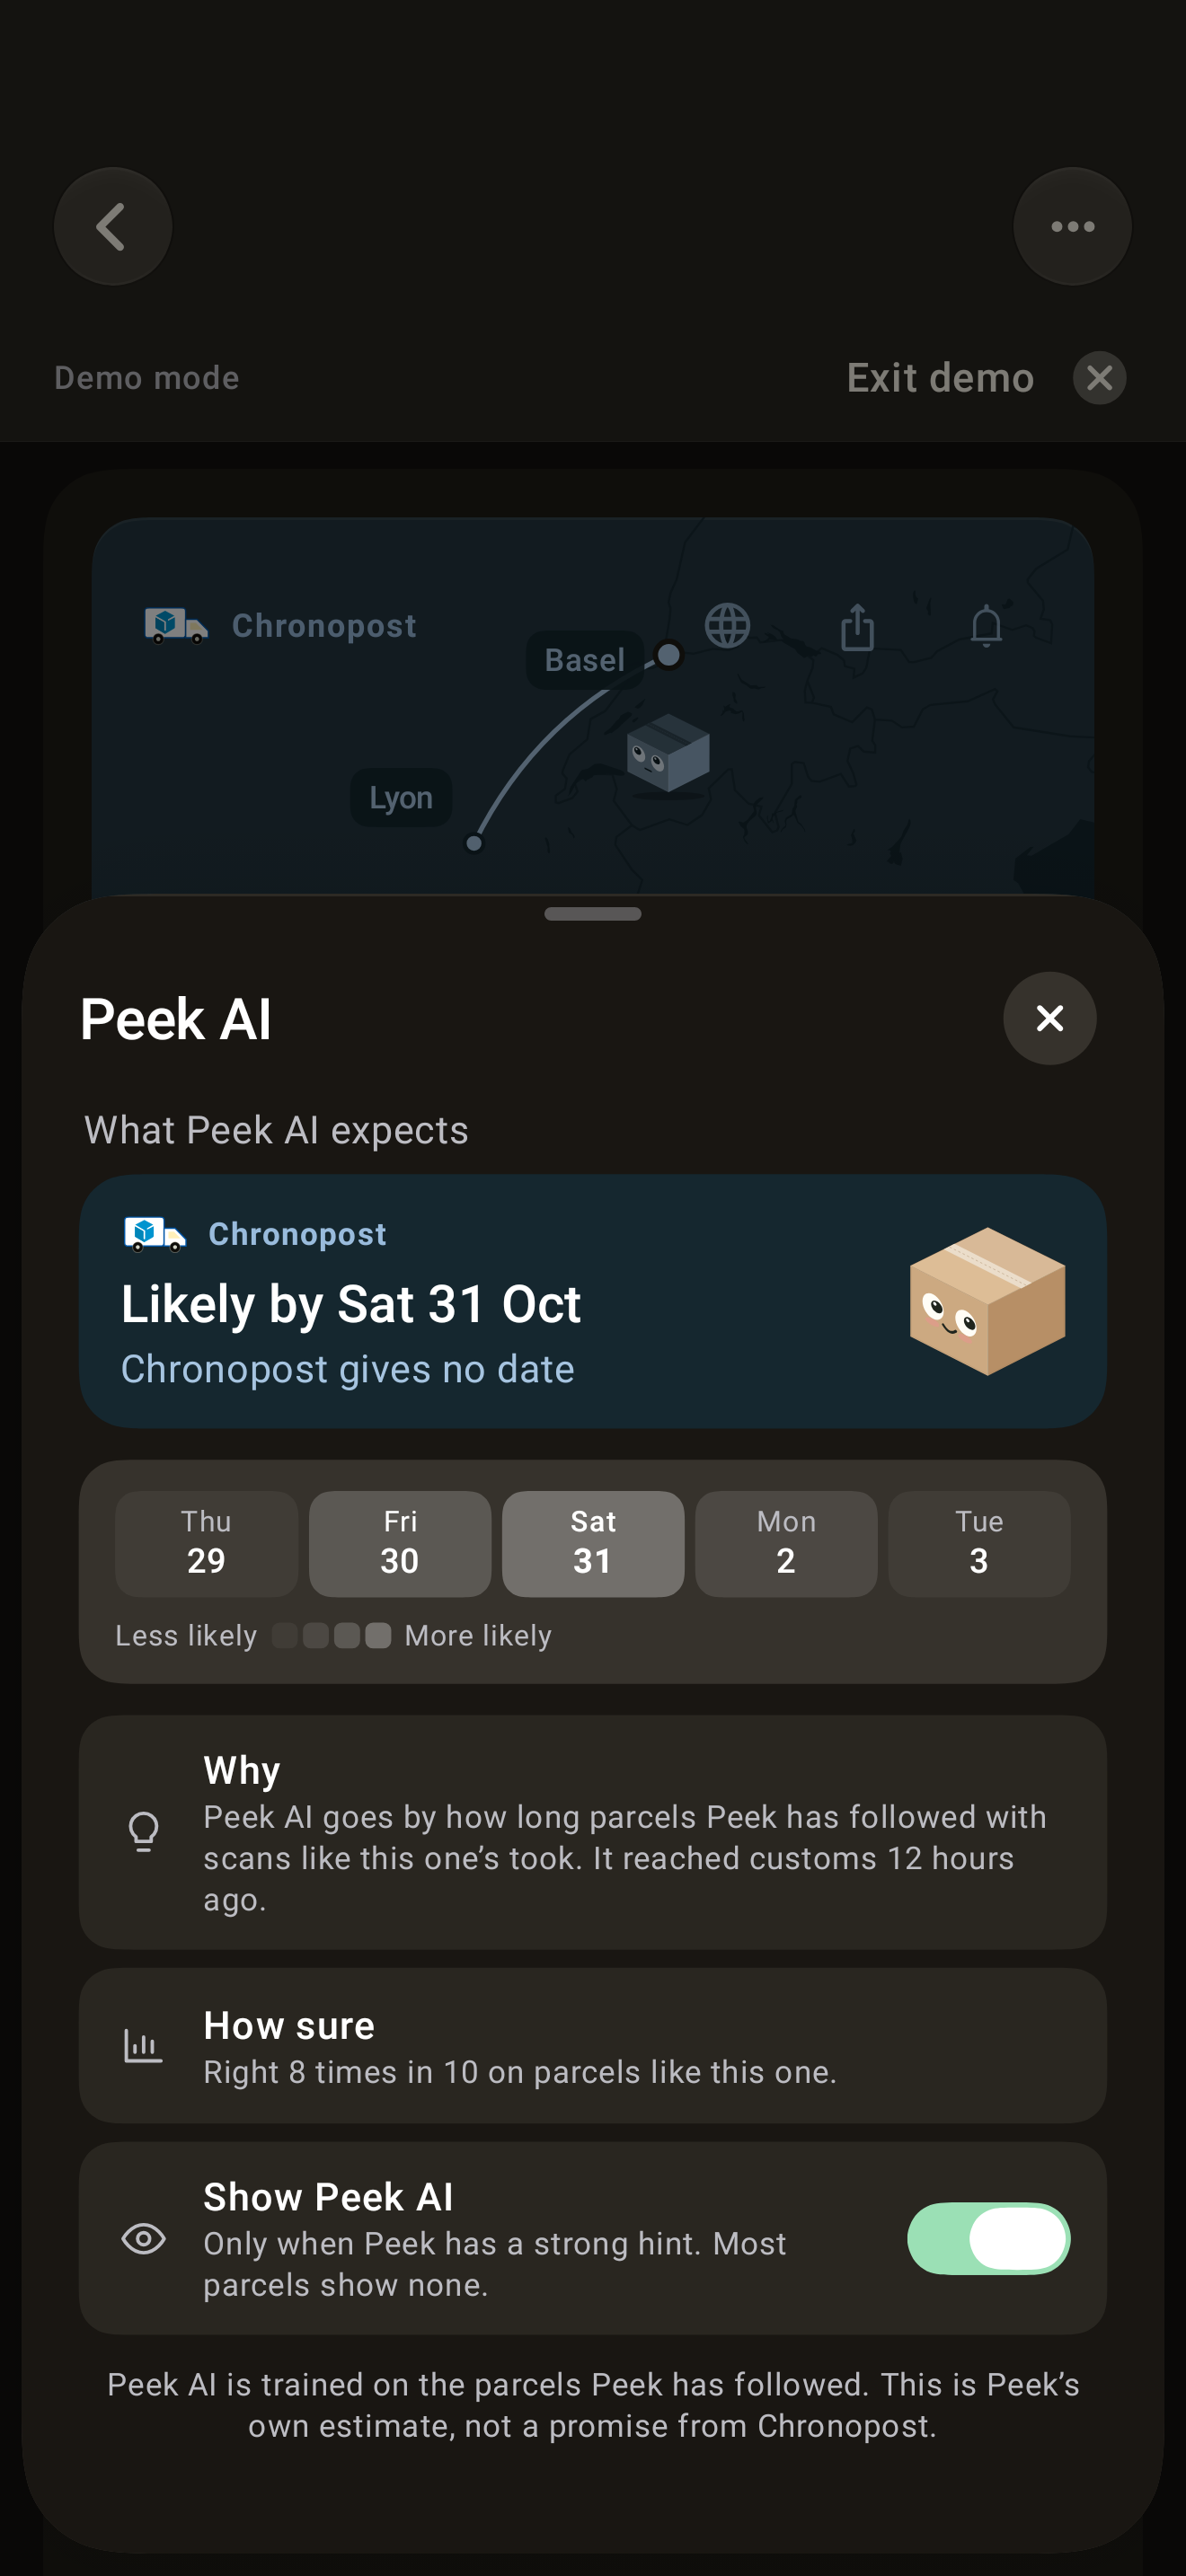 Demo mode
Exit demo
Chronopost
Basel
Lyon
Peek AI
What Peek AI expects
Chronopost
Likely by Sat 31 Oct
Chronopost gives no date
Thu Fri Sat Mon Tue
29 30 31 2 3
Less likely More likely
Why
Peek AI goes by how long parcels Peek has followed with
scans like this one’s took. It reached customs 12 hours
ago.
How sure
Right 8 times in 10 on parcels like this one.
Show Peek AI
Only when Peek has a strong hint. Most
parcels show none.
Peek AI is trained on the parcels Peek has followed. This is Peek’s
own estimate, not a promise from Chronopost.